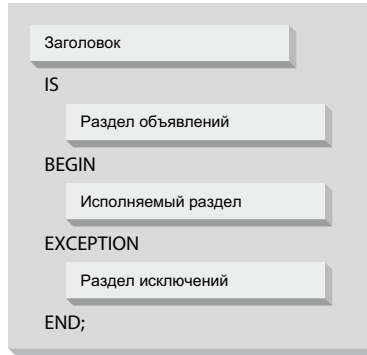 Заголовок
IS
Раздел объявлений
BEGIN
Исполняемый раздел
EXCEPTION
Раздел исключений
END;